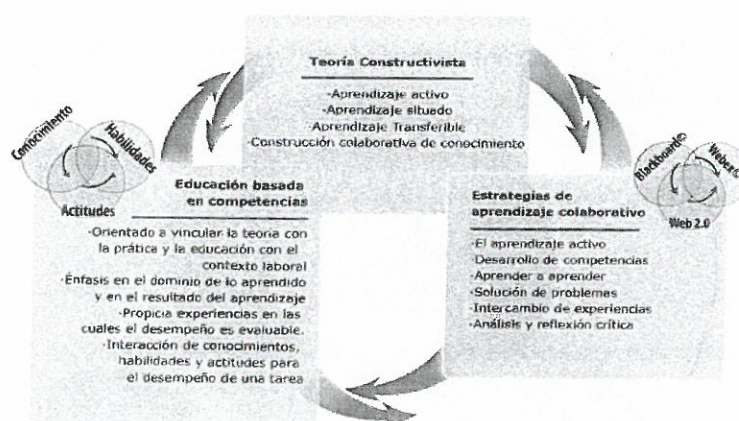 Teoría Constructivista
·Aprendizaje activo
·Aprendizaje situado
·Aprendizaje Transferible
·Construcción colaborativa de conocimiento
Conocimiento
Habilidades
Actitudes
Educación basada
en competencias
·Orientado a vincular la teoría con
la prática y la educación con el
contexto laboral
·Énfasis en el dominio de lo aprendido
y en el resultado del aprendizaje
·Propicia experiencias en las
cuales el desempeño es evaluable.
·Interacción de conocimientos,
habilidades y actitudes para
el desempeño de una tarea
Blackboard©
Webex©
Web 2.0
Estrategias de
aprendizaje colaborativo
·El aprendizaje activo
·Desarrollo de competencias
·Aprender a aprender
·Solución de problemas
·Intercambio de experiencias
·Análisis y reflexión crítica